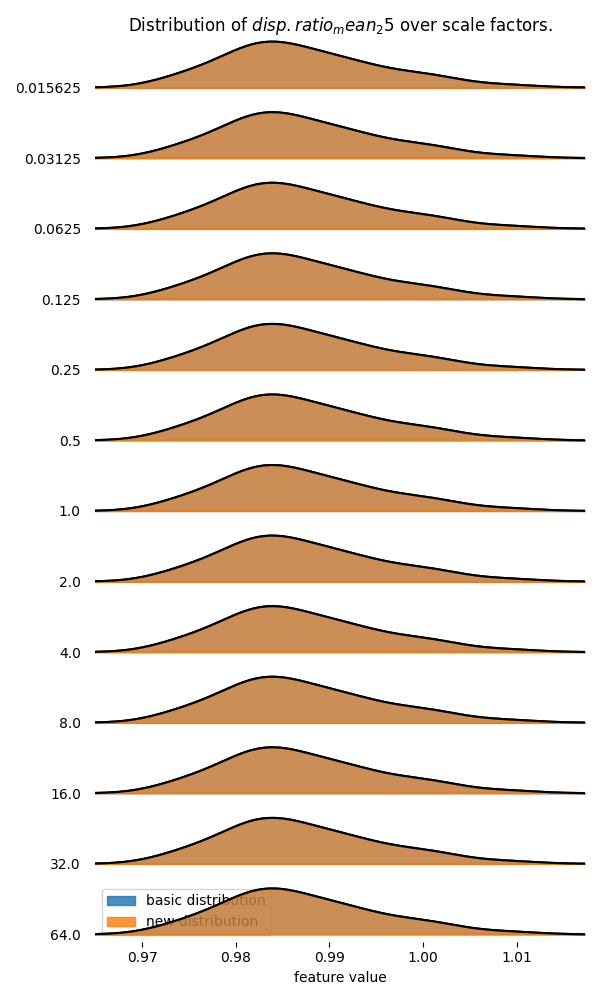 Distribution of disp.ratio_mean_25 over scale factors.
0.015625
0.03125
0.0625
0.125
0.25
0.5
1.0
2.0
4.0
8.0
16.0
32.0
basic distribution
new distribution
64.0
0.97 0.98 0.99 1.00 1.01
feature value